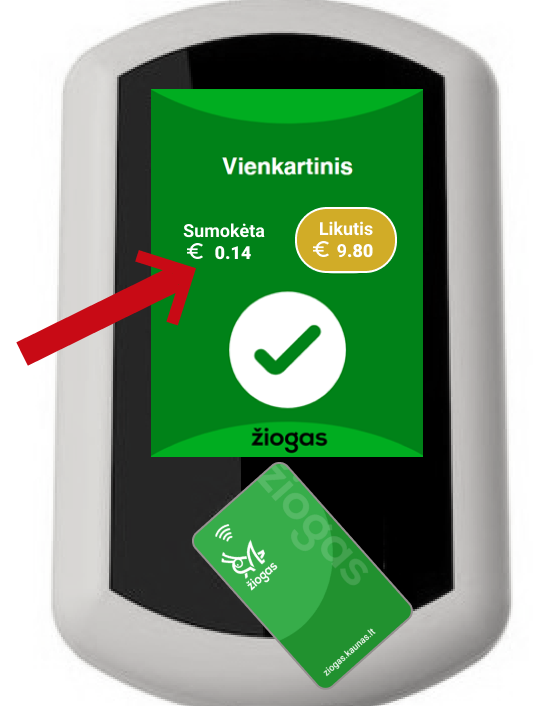 Vienkartinis
Sumokėta
€ 0.14
Likutis
€ 9.80
žiogas
žiogas
žiogas
ziogas.kaunas.lt